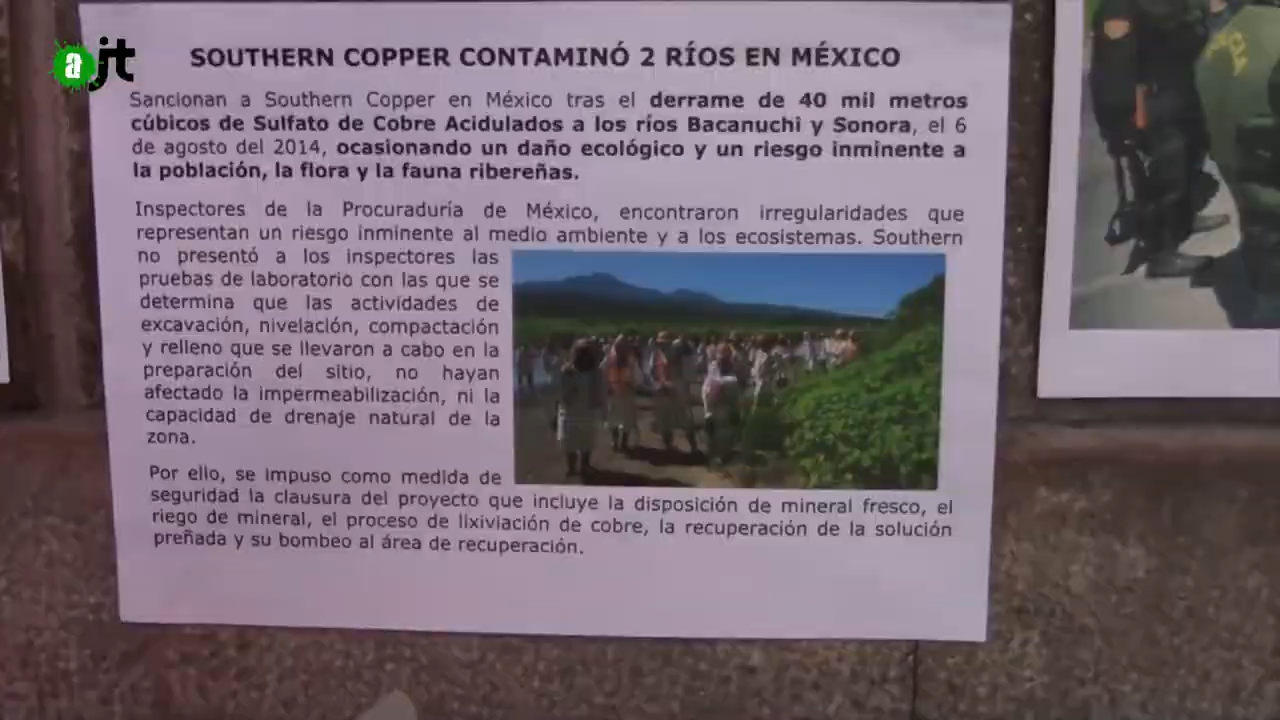 ajt
SOUTHERN COPPER CONTAMINÓ 2 RÍOS EN MÉXICO
Sancionan a Southern Copper en México tras el derrame de 40 mil metros
cúbicos de Sulfato de Cobre Acidulados a los ríos Bacanuchi y Sonora, el 6
de agosto del 2014, ocasionando un daño ecológico y un riesgo inminente a
la población, la flora y la fauna ribereñas.
Inspectores de la Procuraduría de México, encontraron irregularidades que
representan un riesgo inminente al medio ambiente y a los ecosistemas. Southern
no presentó a los inspectores las
pruebas de laboratorio con las que se
determina que las actividades de
excavación, nivelación, compactación
y relleno que se llevaron a cabo en la
preparación del sitio, no hayan
afectado la impermeabilización, ni la
capacidad de drenaje natural de la
zona.
Por ello, se impuso como medida de
seguridad la clausura del proyecto que incluye la disposición de mineral fresco, el
riego de mineral, el proceso de lixiviación de cobre, la recuperación de la solución
preñada y su bombeo al área de recuperación.